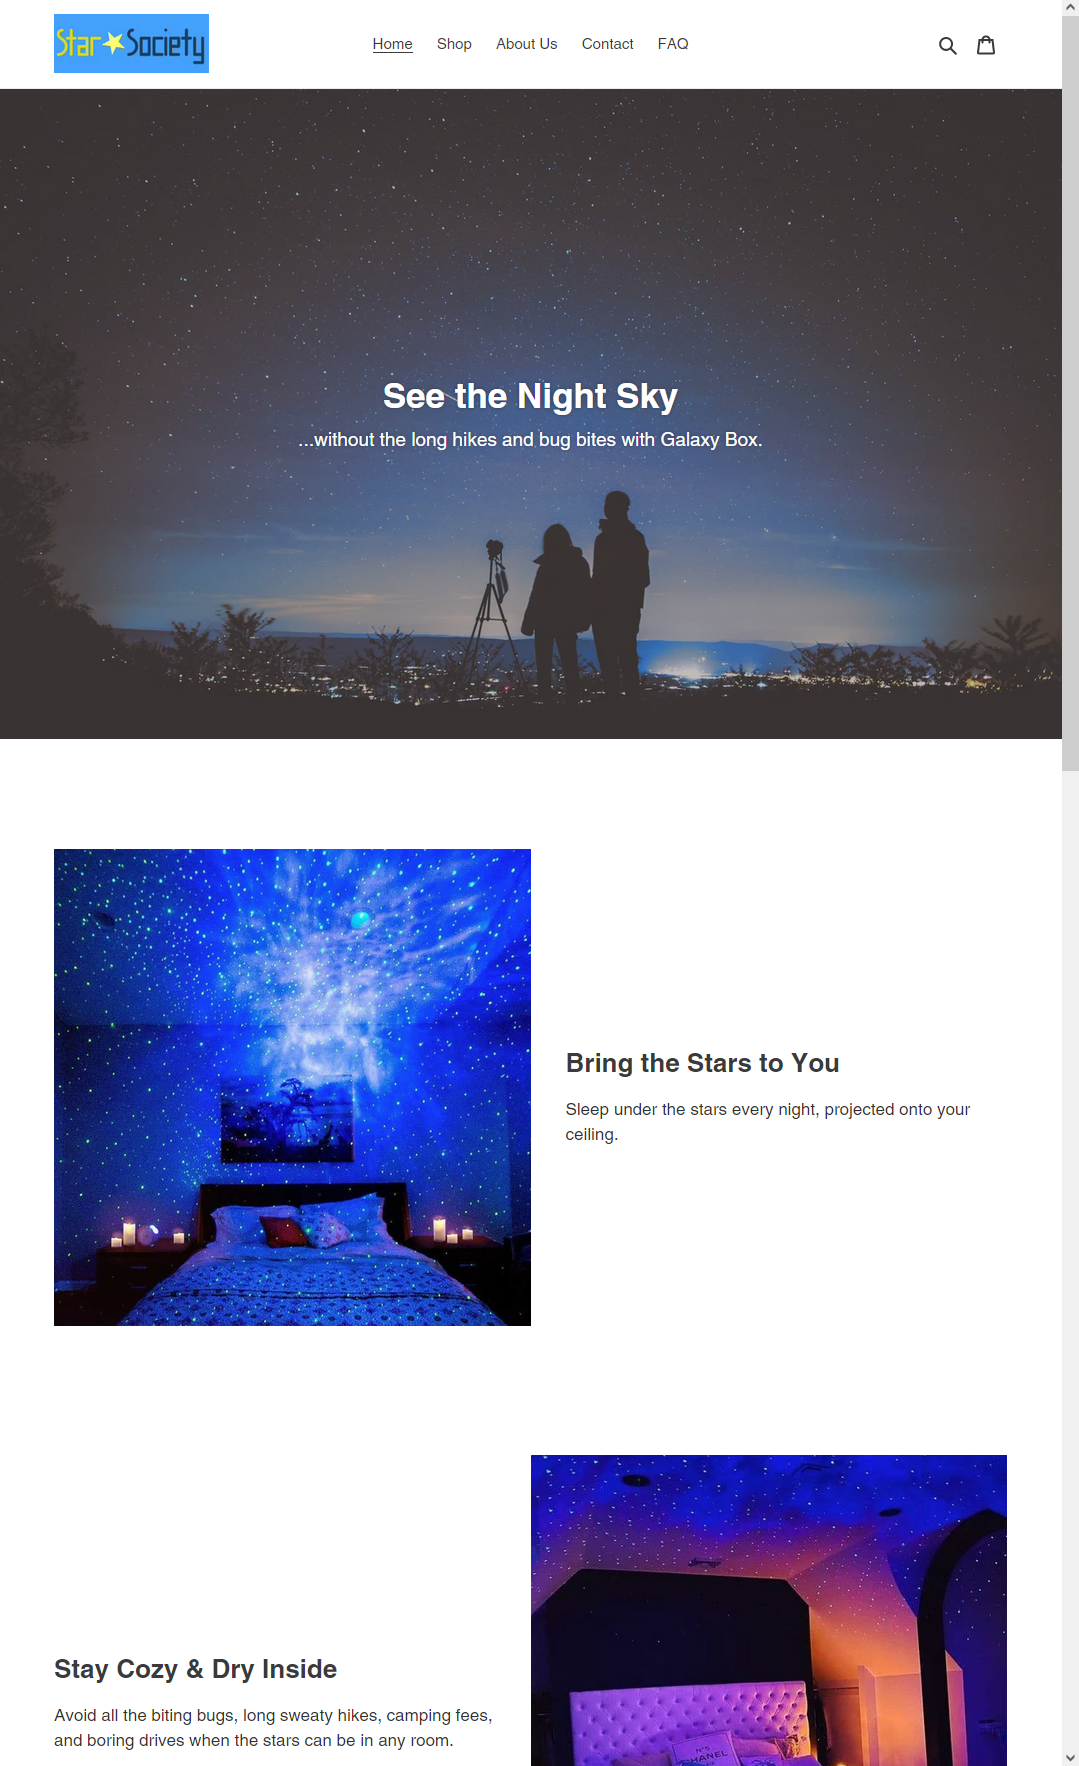 Star Society
Home Shop About Us Contact FAQ
See the Night Sky
...without the long hikes and bug bites with Galaxy Box.
Bring the Stars to You
Sleep under the stars every night, projected onto your
ceiling.
Stay Cozy & Dry Inside
Avoid all the biting bugs, long sweaty hikes, camping fees,
and boring drives when the stars can be in any room.
N°5
CHANEL